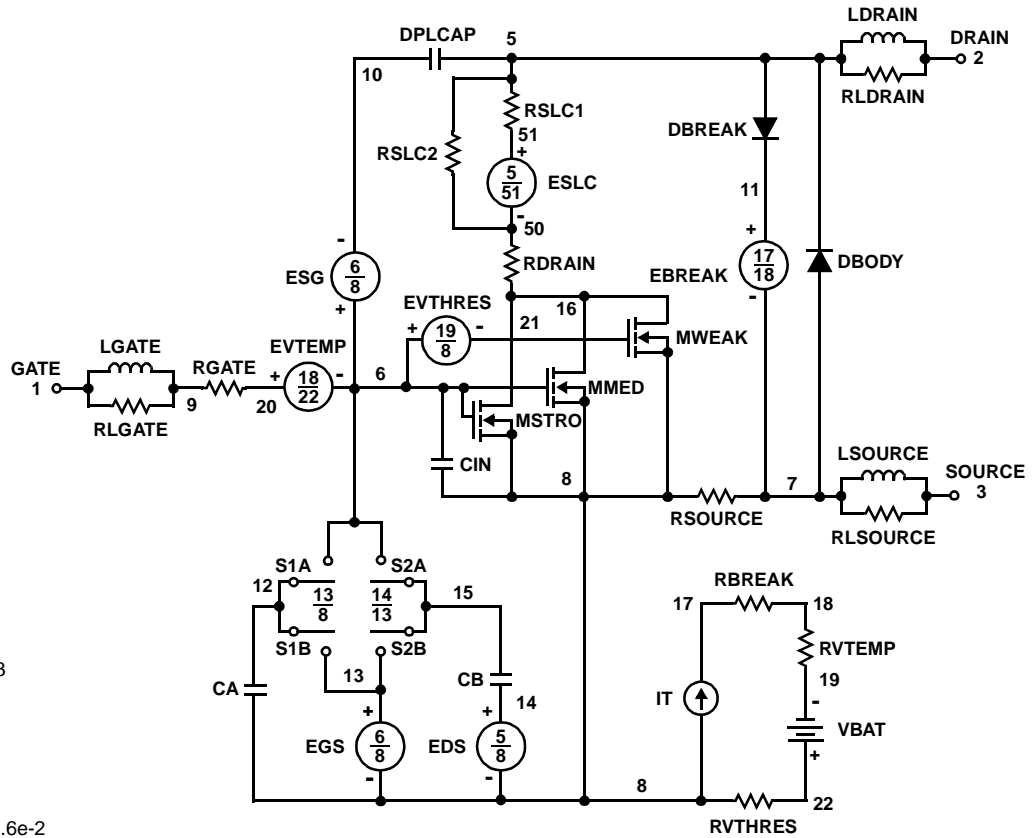 LDRAIN
DPLCAP 5 DRAIN
10 2
RSLC1 RLDRAIN
DBREAK
51
RSLC2 +
5
51 ESLC 11
-
50 +
-
RDRAIN 17
18
6
8
ESG EBREAK DBODY
EVTHRES 16
+ + 19
8 - 21 -
MWEAK
LGATE EVTEMP
GATE RGATE + 18
22 - 6 MMED
1 9 20
RLGATE MSTRO
LSOURCE
CIN 8 7 SOURCE
3
RSOURCE
RLSOURCE
S1A S2A
12 RBREAK
13
8 14
13 15 17 18
S1B S2B RVTEMP
8
13 CB 19
CA IT -
14
+ + VBAT
EGS 6
8 EDS 5
8 +
- - 8
22
.6e-2 RVTHRES